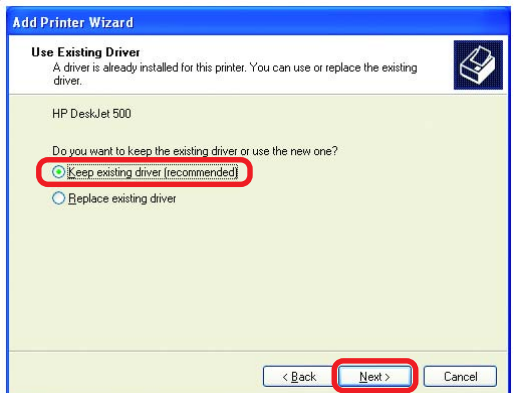 Add Printer Wizard
Use Existing Driver
A driver is already installed for this printer. You can use or replace the existing
driver.
HP DeskJet 500
Do you want to keep the existing driver or use the new one?
Keep existing driver (recommended)
Replace existing driver
< Back
Next >
Cancel